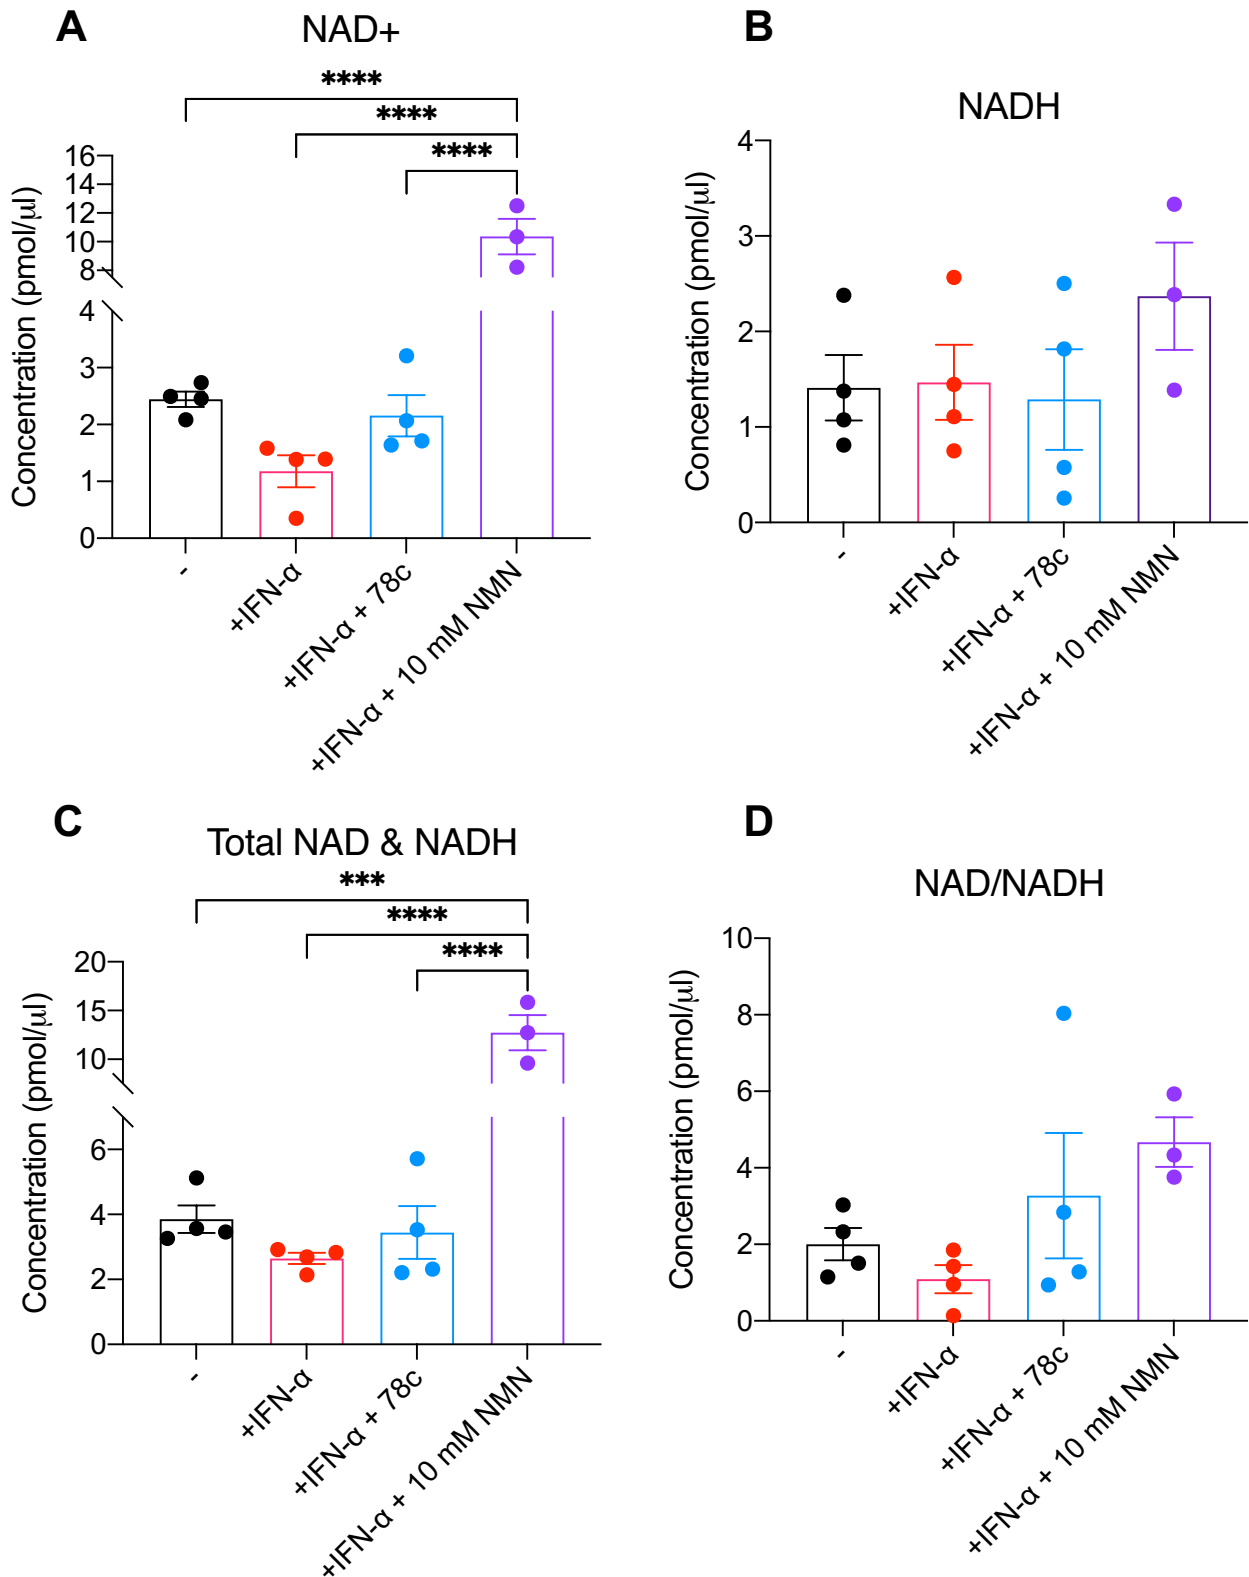 A
NAD+
****
****
****
Concentration (pmol/μl)
16
14
12
10
8
4
3
2
1
0
-
+IFN-α
+IFN-α + 78c
+IFN-α + 10 mM NMN
B
NADH
Concentration (pmol/μl)
4
3
2
1
0
-
+IFN-α
+IFN-α + 78c
+IFN-α + 10 mM NMN
C
Total NAD & NADH
***
****
****
Concentration (pmol/μl)
20
15
10
6
4
2
0
-
+IFN-α
+IFN-α + 78c
+IFN-α + 10 mM NMN
D
NAD/NADH
Concentration (pmol/μl)
10
8
6
4
2
0
-
+IFN-α
+IFN-α + 78c
+IFN-α + 10 mM NMN